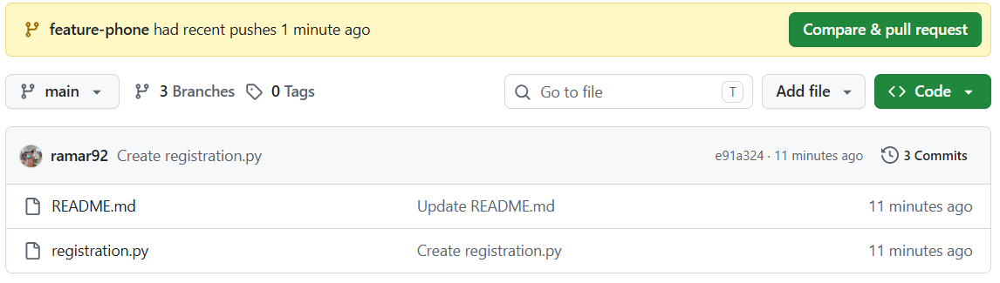 feature-phone had recent pushes 1 minute ago Compare & pull request
main 3 Branches 0 Tags Go to file T Add file <> Code
ramar92 Create registration.py e91a324 · 11 minutes ago 3 Commits
README.md Update README.md 11 minutes ago
registration.py Create registration.py 11 minutes ago